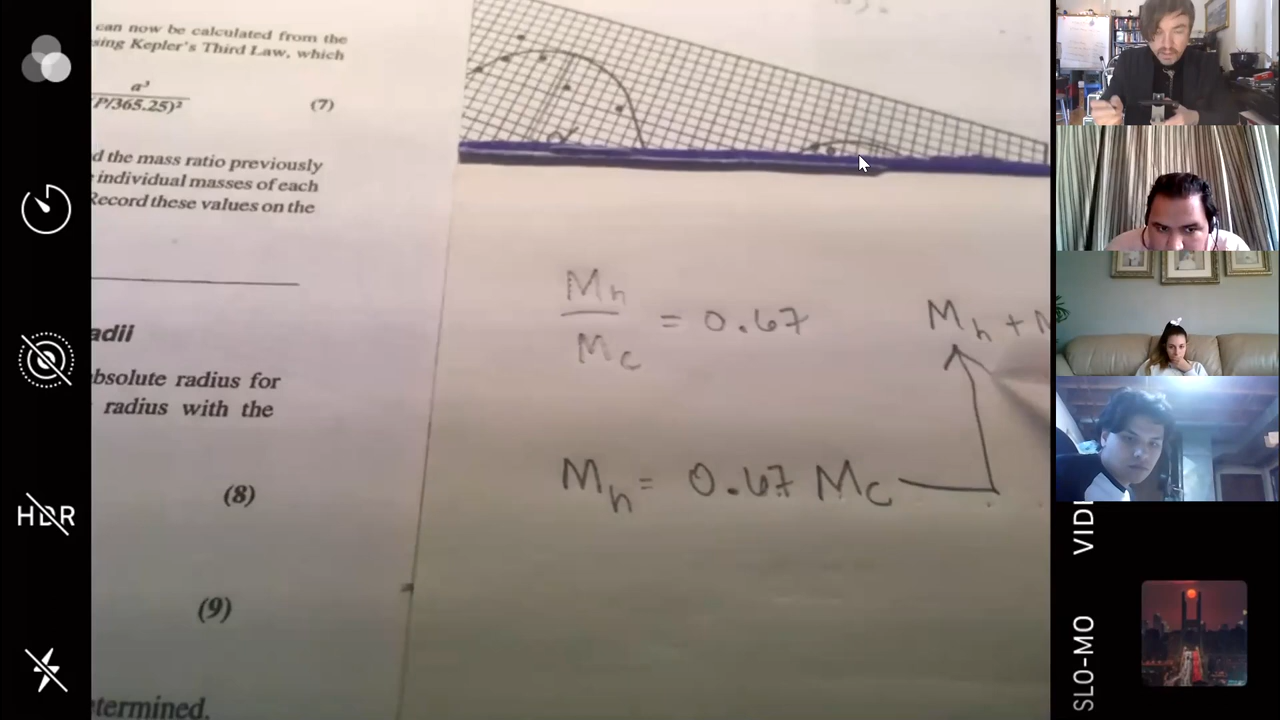 can now be calculated from the
sing Kepler's Third Law, which
a³
(P/365.25)²
(7)
d the mass ratio previously
individual masses of each
Record these values on the
adii
bsolute radius for
radius with the
(8)
(9)
termined.
α
Mh
Mc
= 0.67
Mh + M
Mh = 0.67 Mc
HDR
VIDE
SLO-MO